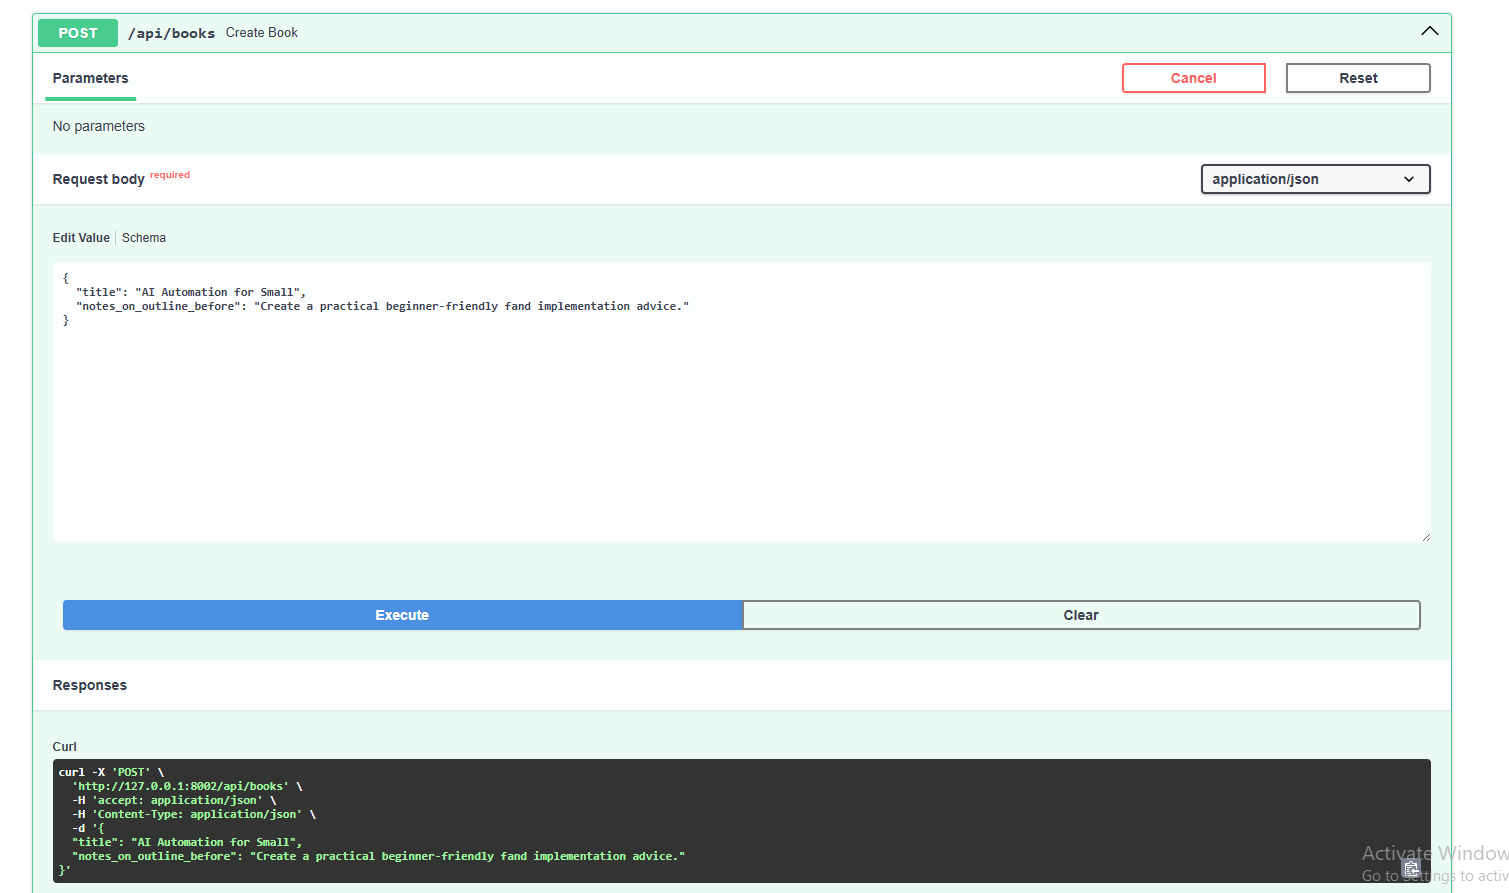 POST /api/books Create Book
Parameters
Cancel
Reset
No parameters
Request body required
application/json
Edit Value Schema
{
  "title": "AI Automation for Small",
  "notes_on_outline_before": "Create a practical beginner-friendly fand implementation advice."
}
Execute
Clear
Responses
Curl
curl -X 'POST' \
  'http://127.0.0.1:8002/api/books' \
  -H 'accept: application/json' \
  -H 'Content-Type: application/json' \
  -d '{
  "title": "AI Automation for Small",
  "notes_on_outline_before": "Create a practical beginner-friendly fand implementation advice."
}'
Activate Window
Go to Settings to activ